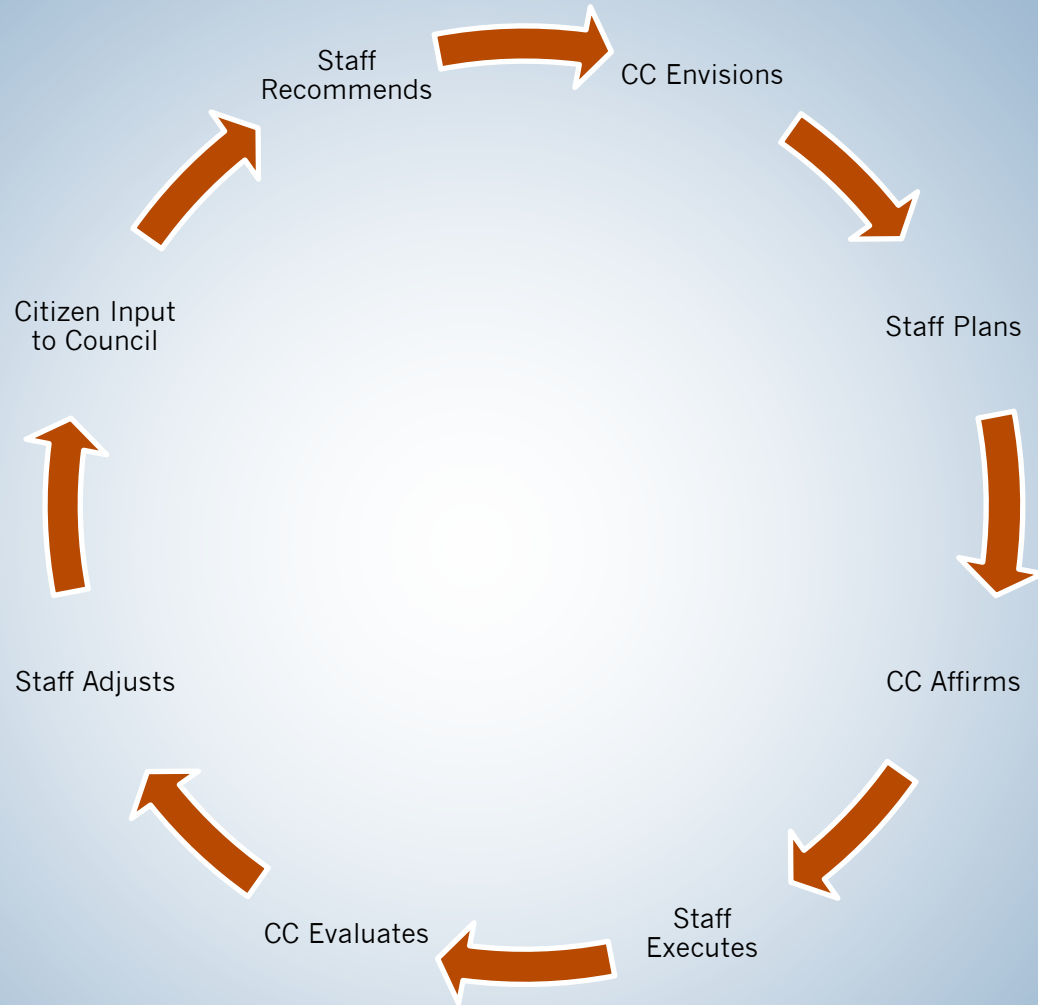 Staff
Recommends
CC Envisions
Staff Plans
CC Affirms
Staff
Executes
CC Evaluates
Staff Adjusts
Citizen Input
to Council